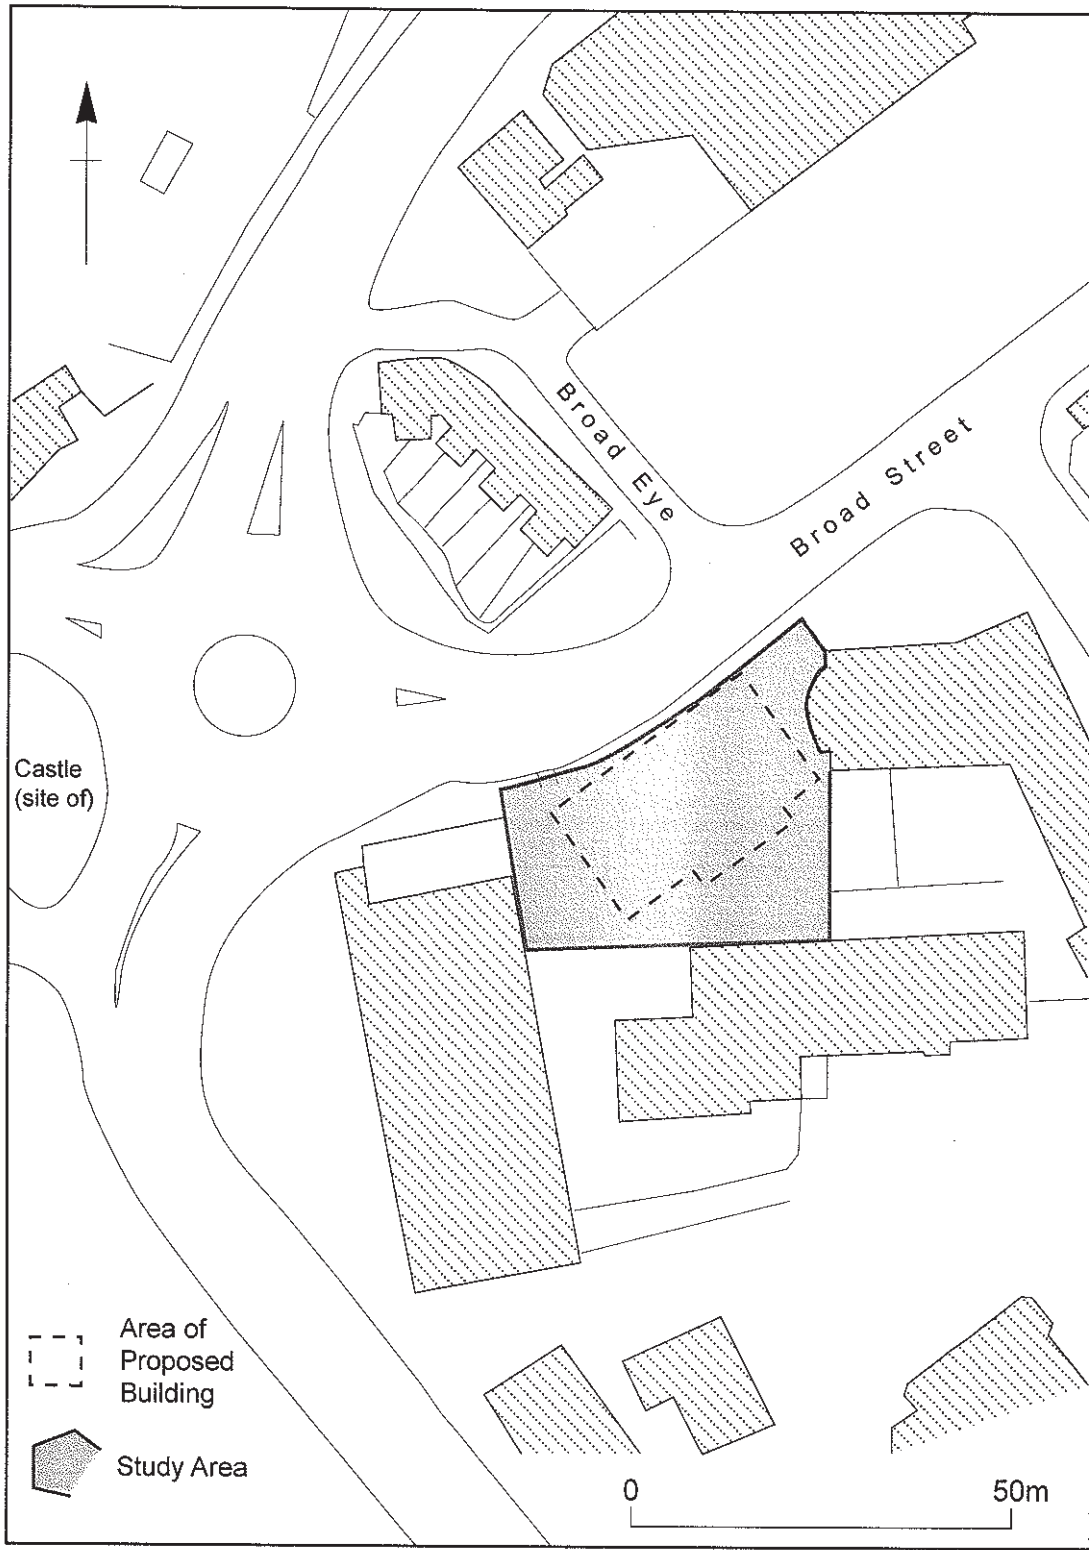 Broad Eye
Broad Street
Castle
(site of)
Area of
Proposed
Building
Study Area
0 50m